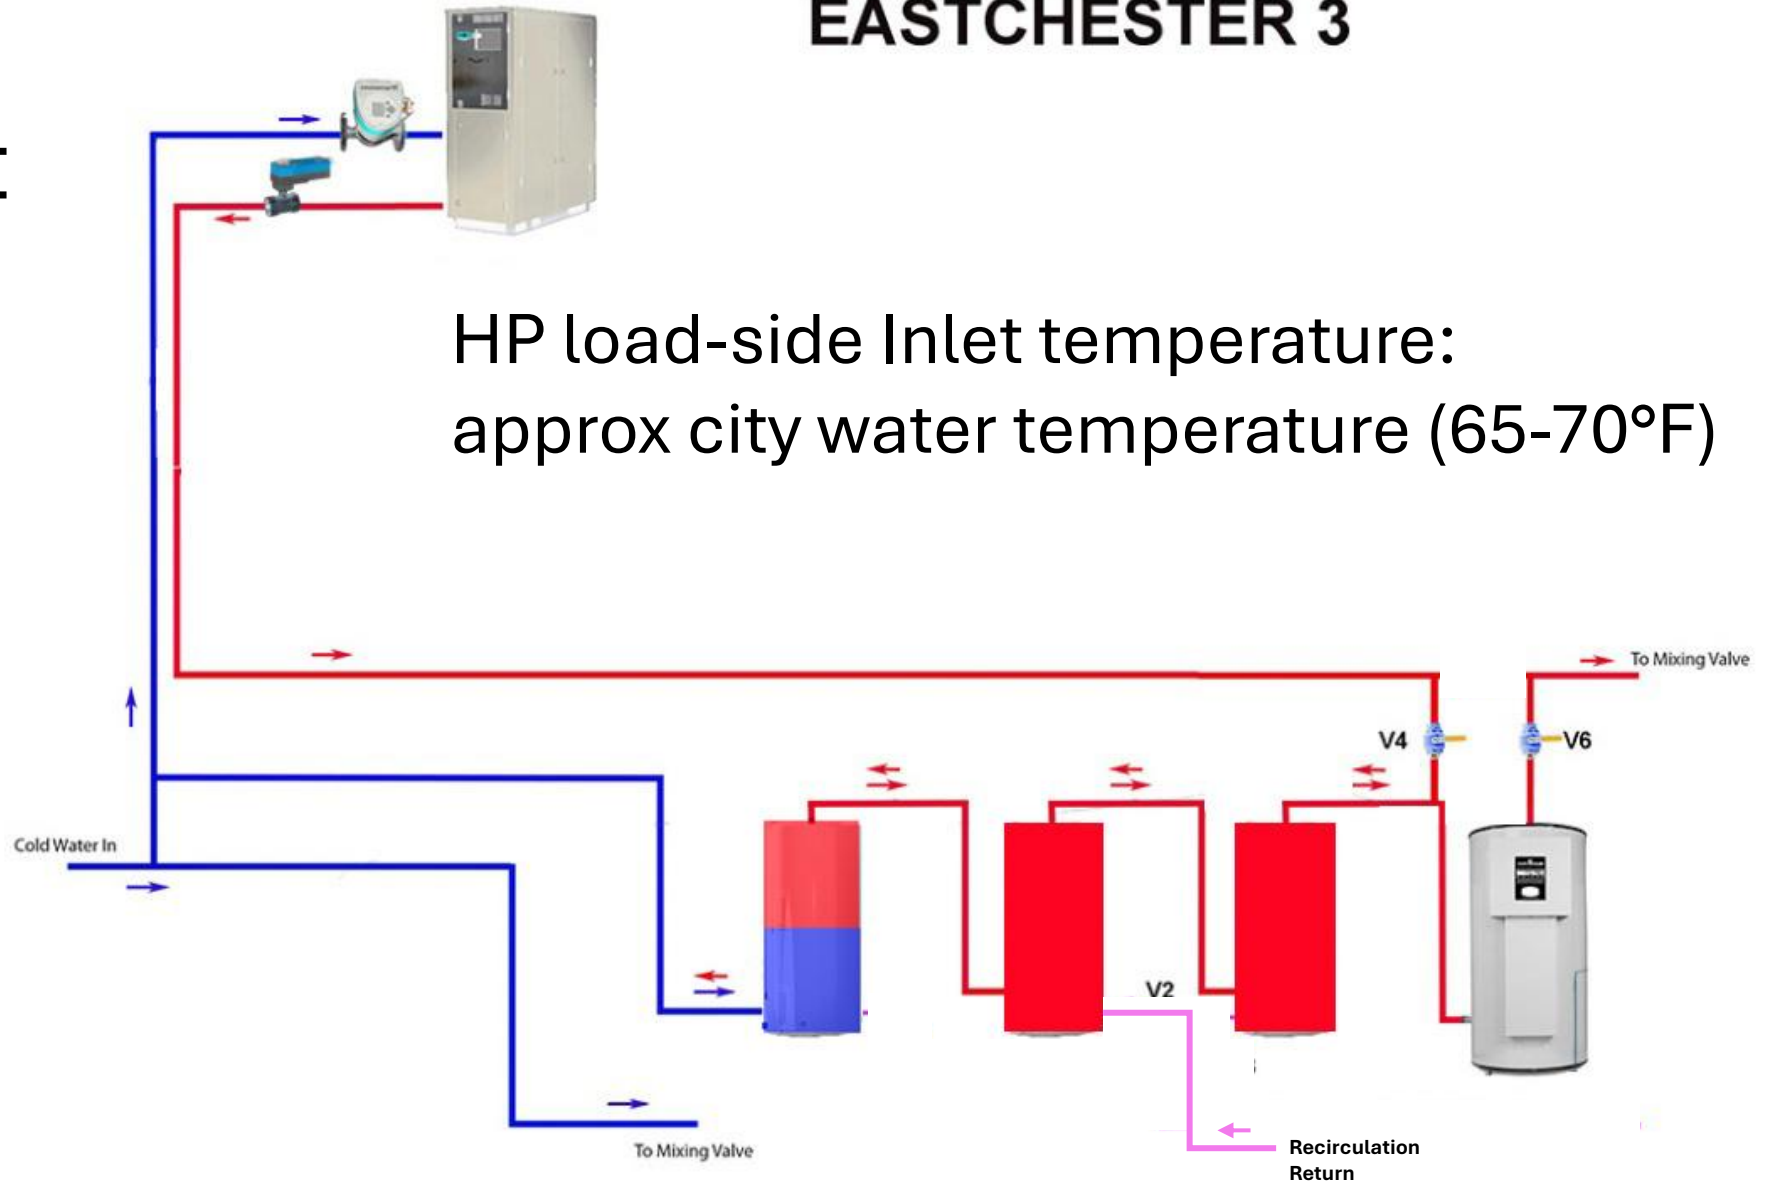 EASTCHESTER 3
HP load-side Inlet temperature:
approx city water temperature (65-70°F)
To Mixing Valve
V4
V6
Cold Water In
V2
To Mixing Valve
Recirculation
Return